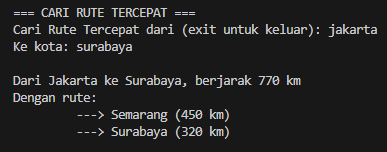 === CARI RUTE TERCEPAT ===
Cari Rute Tercepat dari (exit untuk keluar): jakarta
Ke kota: surabaya
Dari Jakarta ke Surabaya, berjarak 770 km
Dengan rute:
---> Semarang (450 km)
---> Surabaya (320 km)